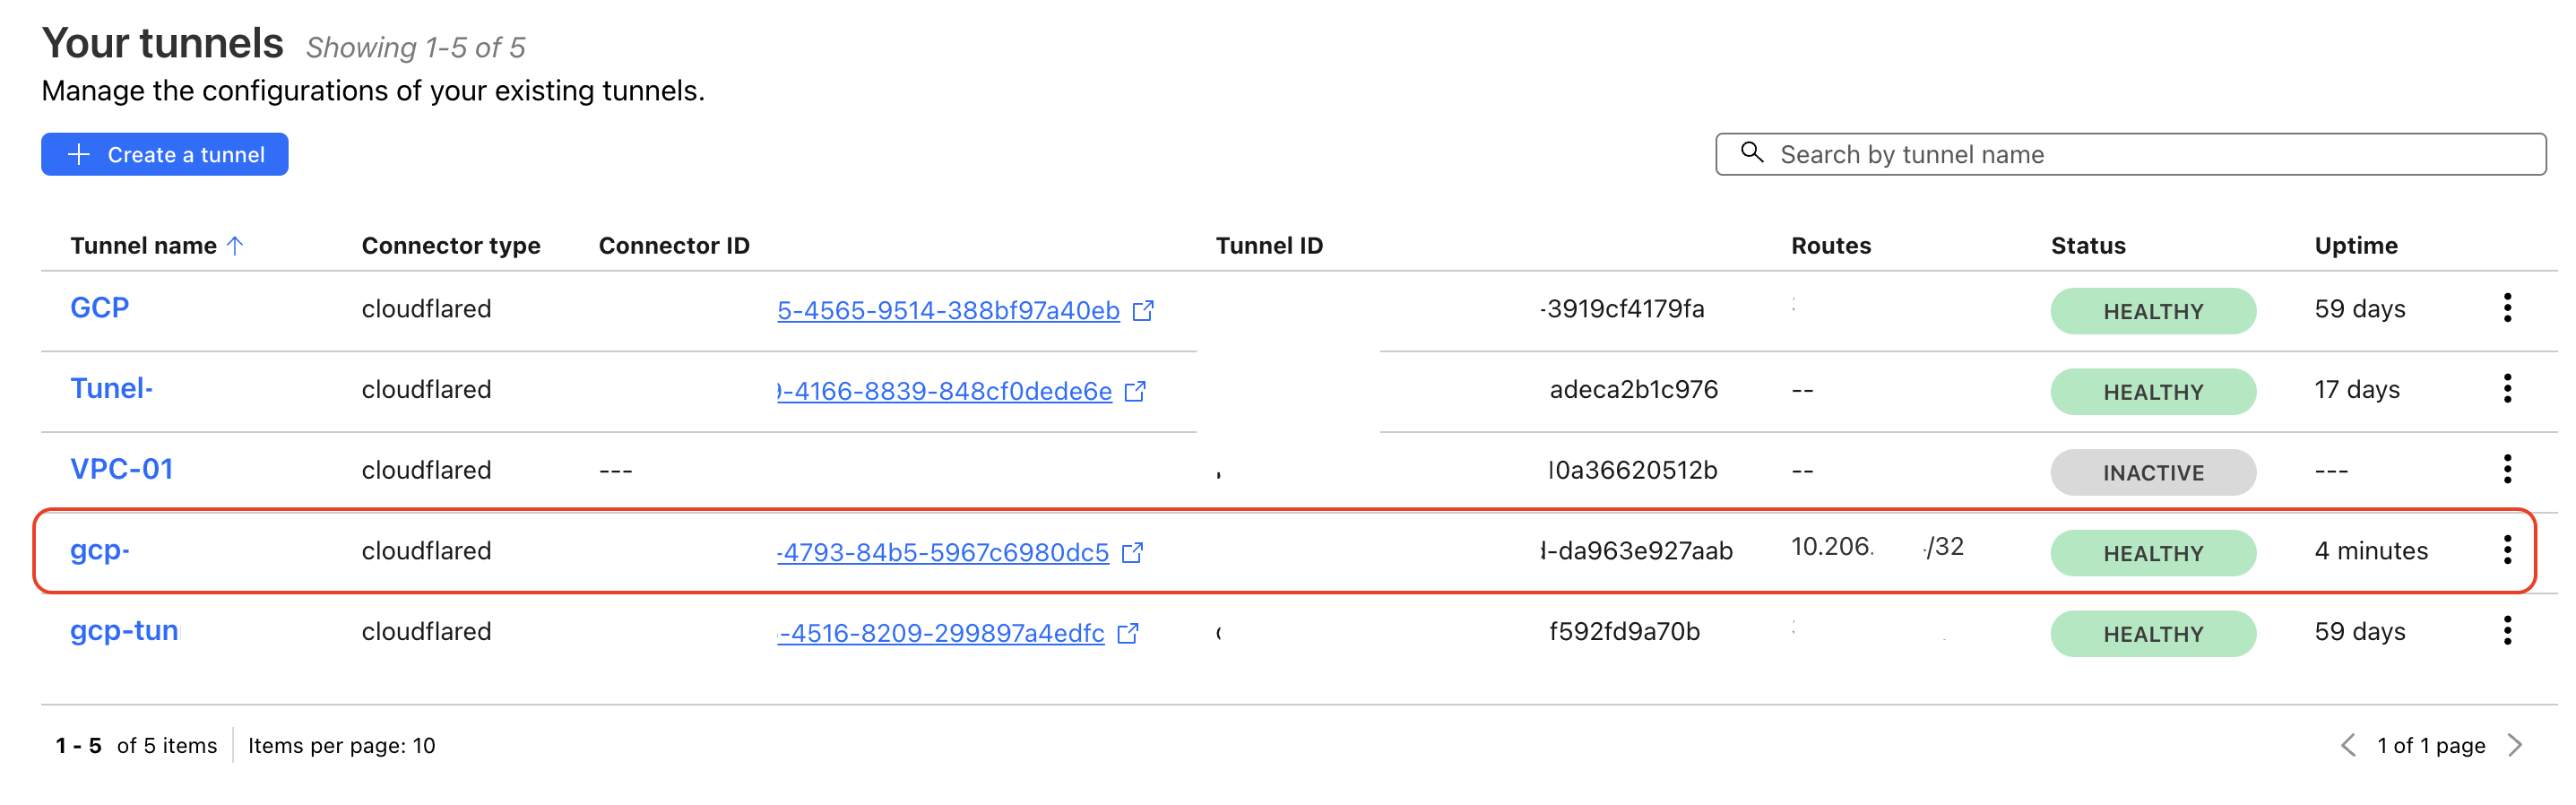 Your tunnels Showing 1-5 of 5
Manage the configurations of your existing tunnels.
Create a tunnel
Search by tunnel name
Tunnel name Connector type Connector ID Tunnel ID Routes Status Uptime
GCP cloudflared 5-4565-9514-388bf97a40eb -3919cf4179fa HEALTHY 59 days
Tunel- cloudflared -4166-8839-848cf0dede6e adeca2b1c976 -- HEALTHY 17 days
VPC-01 cloudflared --- 0a36620512b -- INACTIVE ---
gcp- cloudflared -4793-84b5-5967c6980dc5 -da963e927aab 10.206. /32 HEALTHY 4 minutes
gcp-tun cloudflared -4516-8209-299897a4edfc f592fd9a70b HEALTHY 59 days
1 - 5 of 5 items Items per page: 10
1 of 1 page